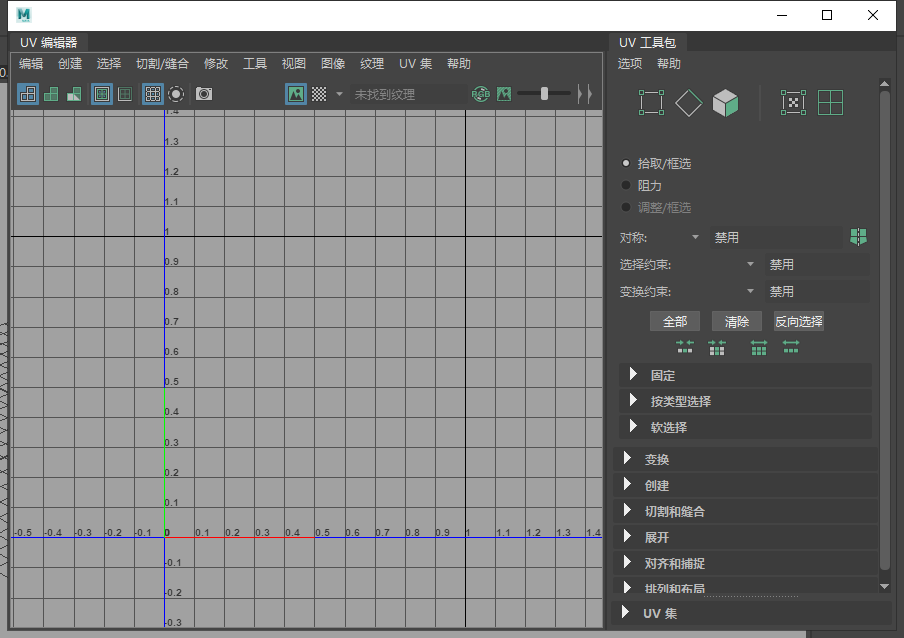 M
UV 编辑器
编辑 创建 选择 切割/缝合 修改 工具 视图 图像 纹理 UV 集 帮助
未找到纹理
RGB
1.4
1.3
1.2
1.1
1
0.9
0.8
0.7
0.6
0.5
0.4
0.3
0.2
0.1
-0.5 -0.4 -0.3 -0.2 -0.1 0 0.1 0.2 0.3 0.4 0.5 0.6 0.7 0.8 0.9 1 1.1 1.2 1.3 1.4
-0.1
-0.2
-0.3
UV 工具包
选项 帮助
拾取/框选
阻力
调整/框选
对称: 禁用
选择约束: 禁用
变换约束: 禁用
全部 清除 反向选择
固定
按类型选择
软选择
变换
创建
切割和缝合
展开
对齐和捕捉
排列和布局
UV 集